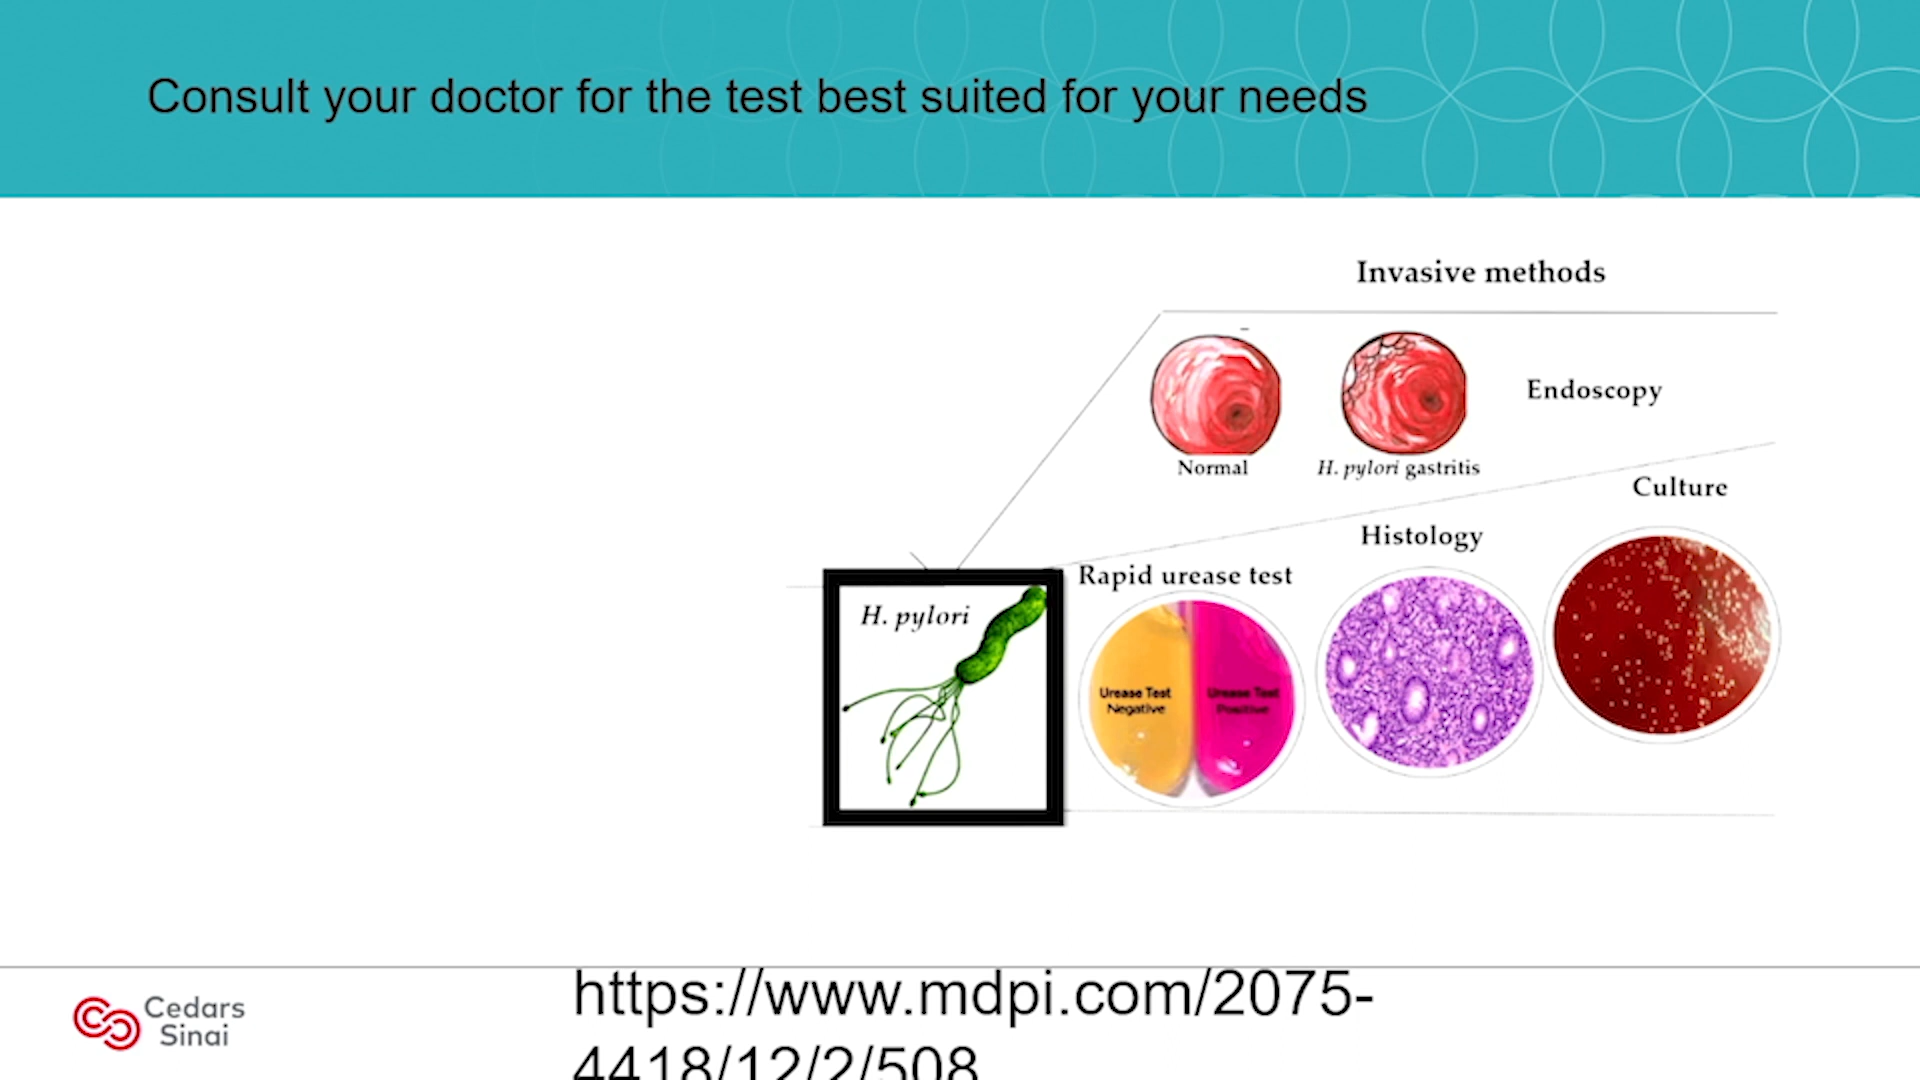 Consult your doctor for the test best suited for your needs
Invasive methods
Endoscopy
Normal
H. pylori gastritis
Culture
Histology
Rapid urease test
H. pylori
Urease Test
Negative
Urease Test
Positive
https://www.mdpi.com/2075-
4418/12/2/508
Cedars
Sinai